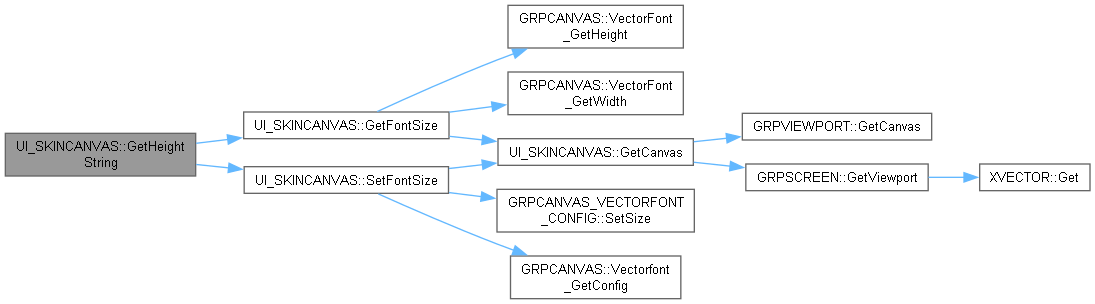 UI_SKINCANVAS::GetHeight
String
UI_SKINCANVAS::GetFontSize
UI_SKINCANVAS::SetFontSize
GRPCANVAS::VectorFont
_GetHeight
GRPCANVAS::VectorFont
_GetWidth
UI_SKINCANVAS::GetCanvas
GRPCANVAS_VECTORFONT
_CONFIG::SetSize
GRPCANVAS::Vectorfont
_GetConfig
GRPVIEWPORT::GetCanvas
GRPSCREEN::GetViewport
XVECTOR::Get